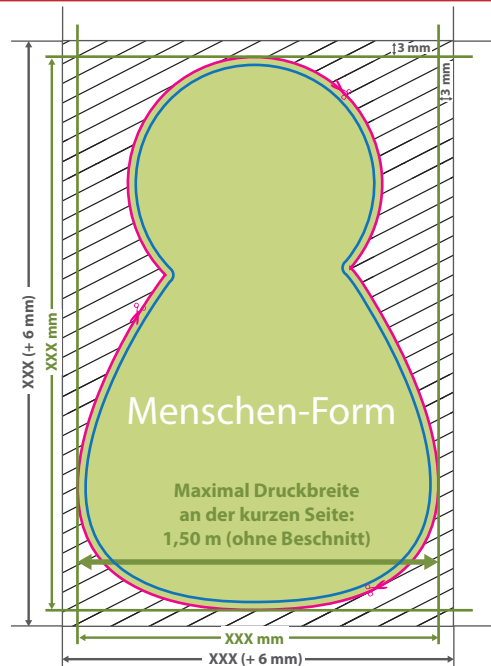 3 mm
3 mm
XXX (+ 6 mm)
XXX mm
Menschen-Form
Maximal Druckbreite
an der kurzen Seite:
1,50 m (ohne Beschnitt)
XXX mm
XXX (+ 6 mm)